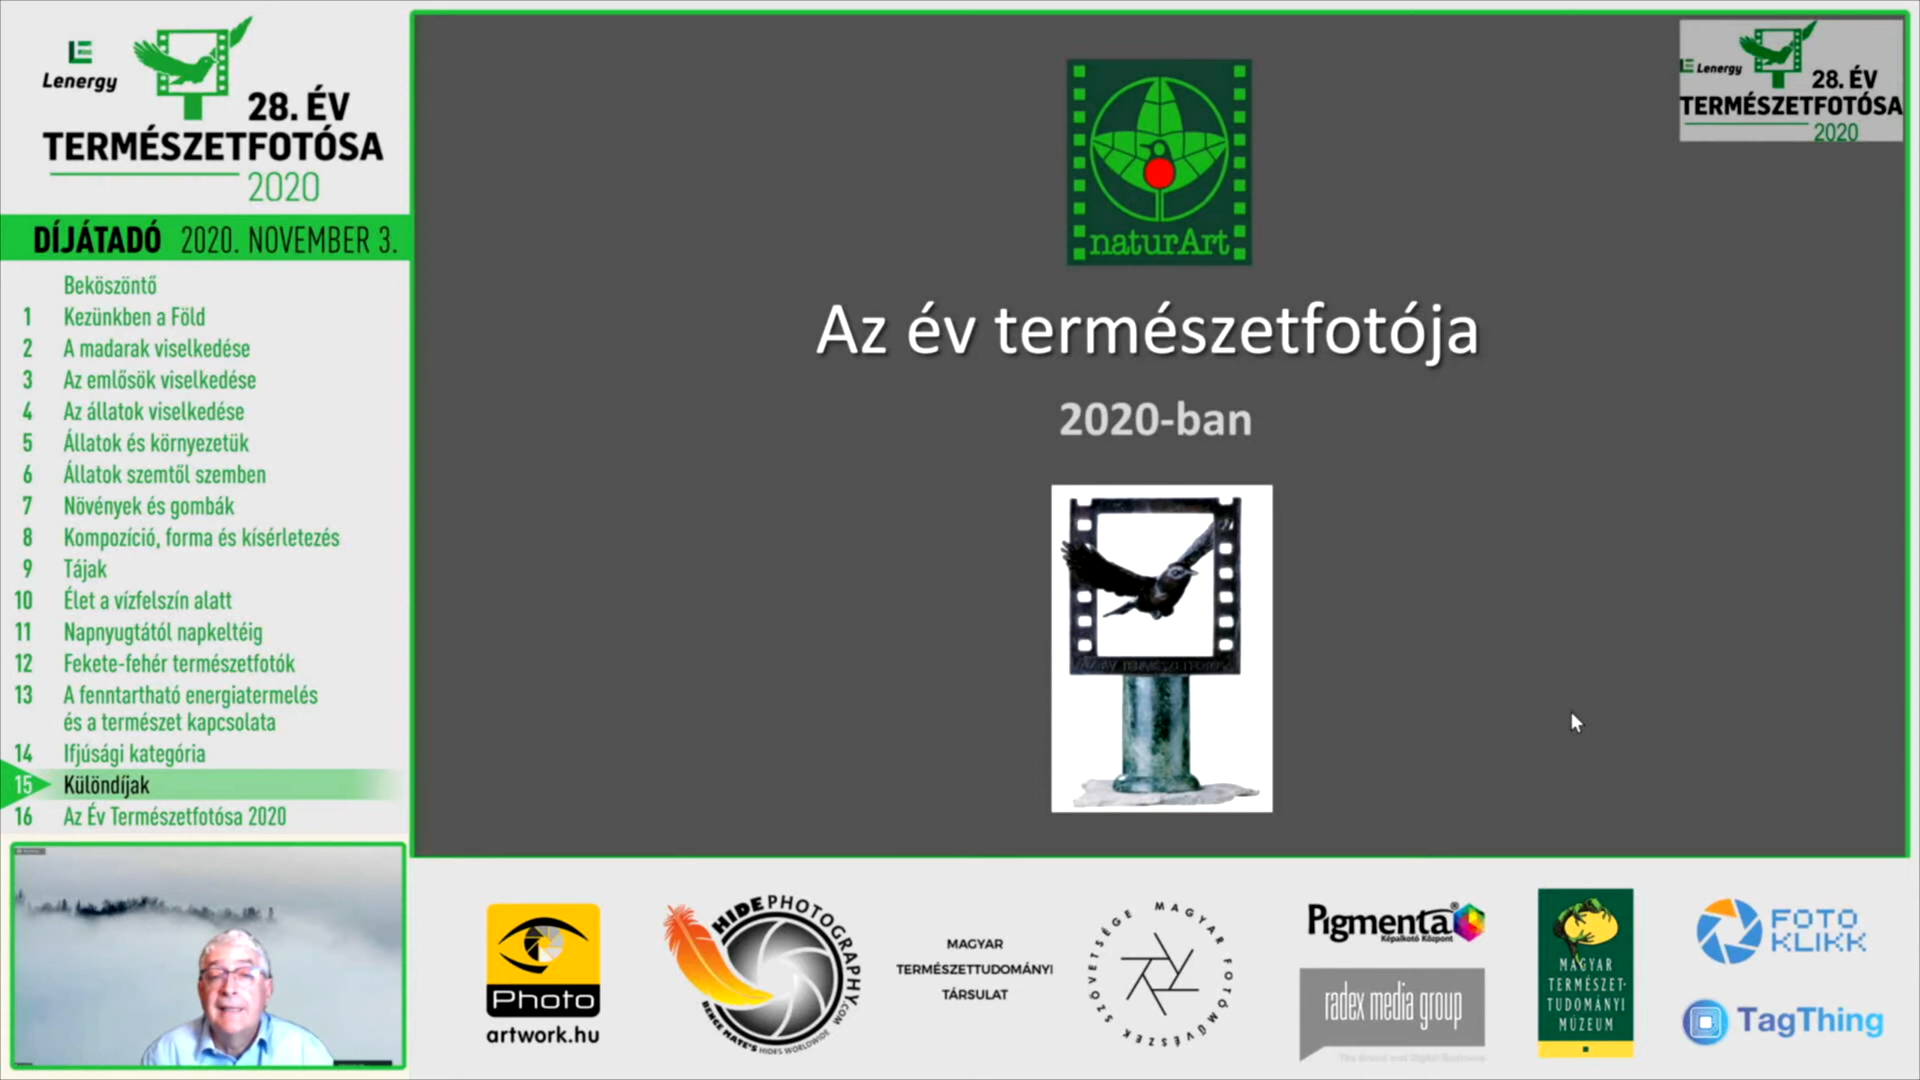 Lenergy
28. ÉV
TERMÉSZETFOTÓSA
2020
DÍJÁTADÓ 2020. NOVEMBER 3.
Beköszöntő
1 Kezünkben a Föld
2 A madarak viselkedése
3 Az emlősök viselkedése
4 Az állatok viselkedése
5 Állatok és környezetük
6 Állatok szemtől szemben
7 Növények és gombák
8 Kompozíció, forma és kísérletezés
9 Tájak
10 Élet a vízfelszín alatt
11 Napnyugtától napkeltéig
12 Fekete-fehér természetfotók
13 A fenntartható energiatermelés
és a természet kapcsolata
14 Ifjúsági kategória
15 Különdíjak
16 Az Év Természetfotósa 2020
naturArt
Az év természetfotója
2020-ban
Lenergy
28. ÉV
TERMÉSZETFOTÓSA
2020
Photo
artwork.hu
HIDEPHOTOGRAPHY.COM
BENCE MATE'S HIDES WORLDWIDE
MAGYAR
TERMÉSZETTUDOMÁNYI
TÁRSULAT
MAGYAR FOTÓMŰVÉSZEK SZÖVETSÉGE
Pigmenta®
Képalkotó Központ
radex media group
MAGYAR
TERMÉSZET-
TUDOMÁNYI
MÚZEUM
FOTO
KLIKK
TagThing